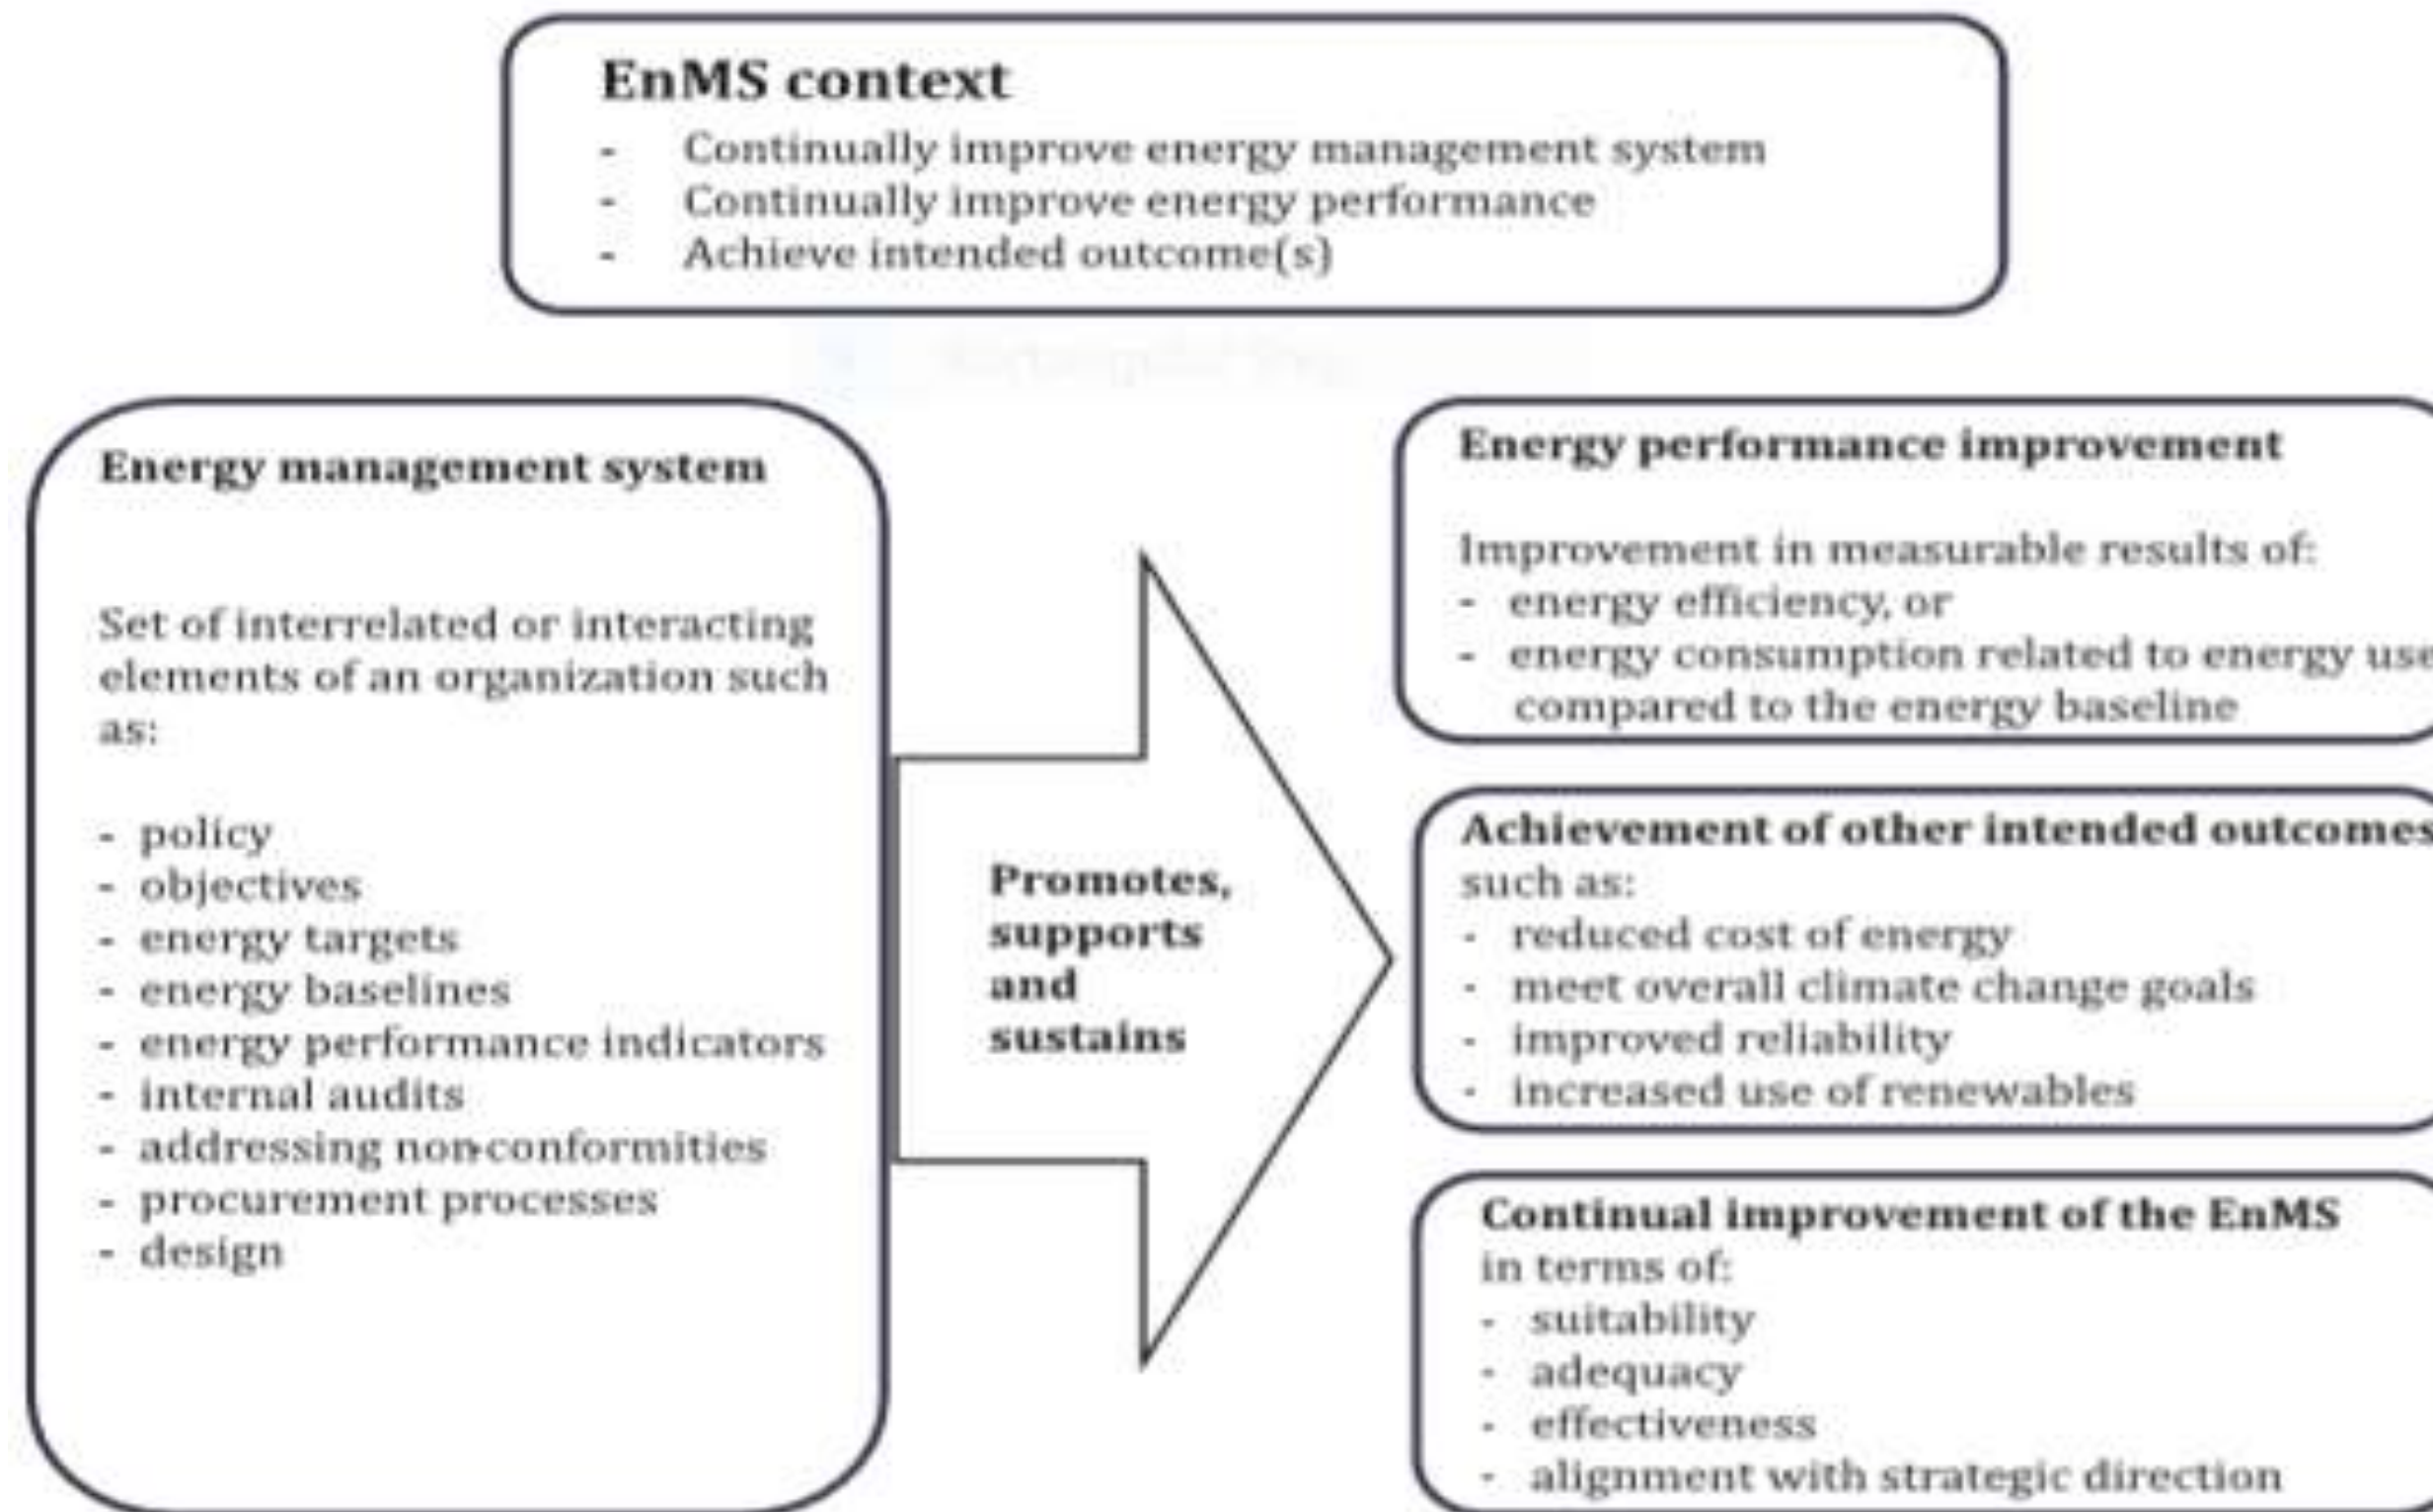 EnMS context
- Continually improve energy management system
- Continually improve energy performance
- Achieve intended outcome(s)
Energy management system
Set of interrelated or interacting
elements of an organization such
as:
- policy
- objectives
- energy targets
- energy baselines
- energy performance indicators
- internal audits
- addressing non-conformities
- procurement processes
- design
Promotes,
supports
and
sustains
Energy performance improvement
Improvement in measurable results of:
- energy efficiency, or
- energy consumption related to energy use
compared to the energy baseline
Achievement of other intended outcomes
such as:
- reduced cost of energy
- meet overall climate change goals
- improved reliability
- increased use of renewables
Continual improvement of the EnMS
in terms of:
- suitability
- adequacy
- effectiveness
- alignment with strategic direction